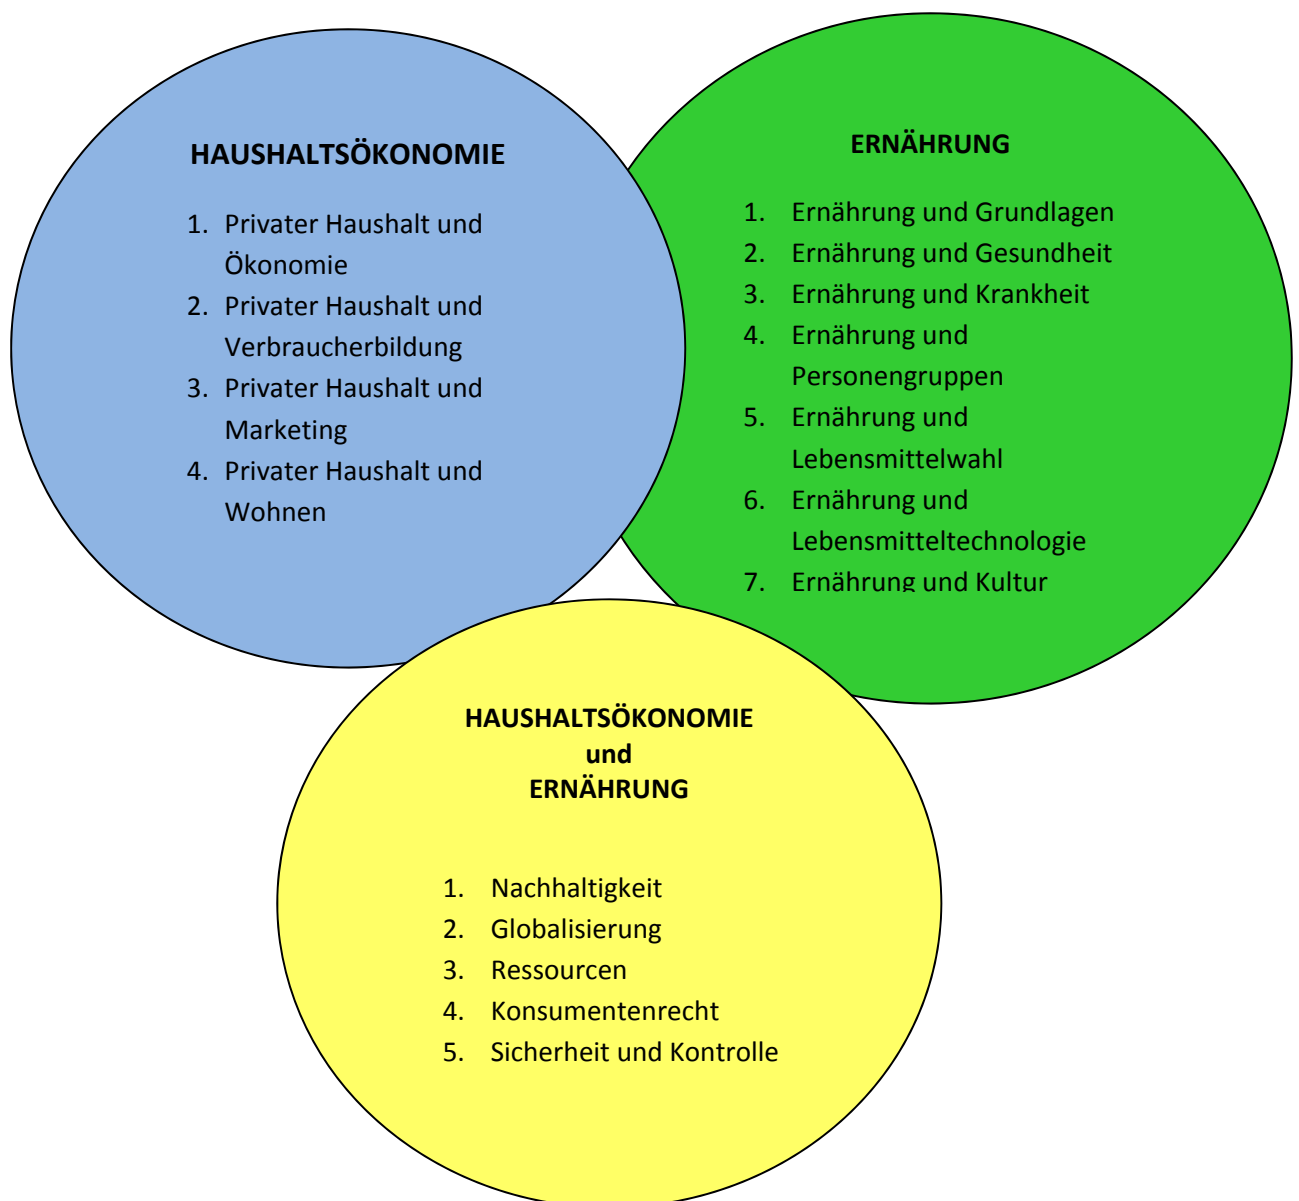 HAUSHALTSÖKONOMIE
1. Privater Haushalt und
Ökonomie
2. Privater Haushalt und
Verbraucherbildung
3. Privater Haushalt und
Marketing
4. Privater Haushalt und
Wohnen
ERNÄHRUNG
1. Ernährung und Grundlagen
2. Ernährung und Gesundheit
3. Ernährung und Krankheit
4. Ernährung und
Personengruppen
5. Ernährung und
Lebensmittelwahl
6. Ernährung und
Lebensmitteltechnologie
7. Ernährung und Kultur
HAUSHALTSÖKONOMIE
und
ERNÄHRUNG
1. Nachhaltigkeit
2. Globalisierung
3. Ressourcen
4. Konsumentenrecht
5. Sicherheit und Kontrolle